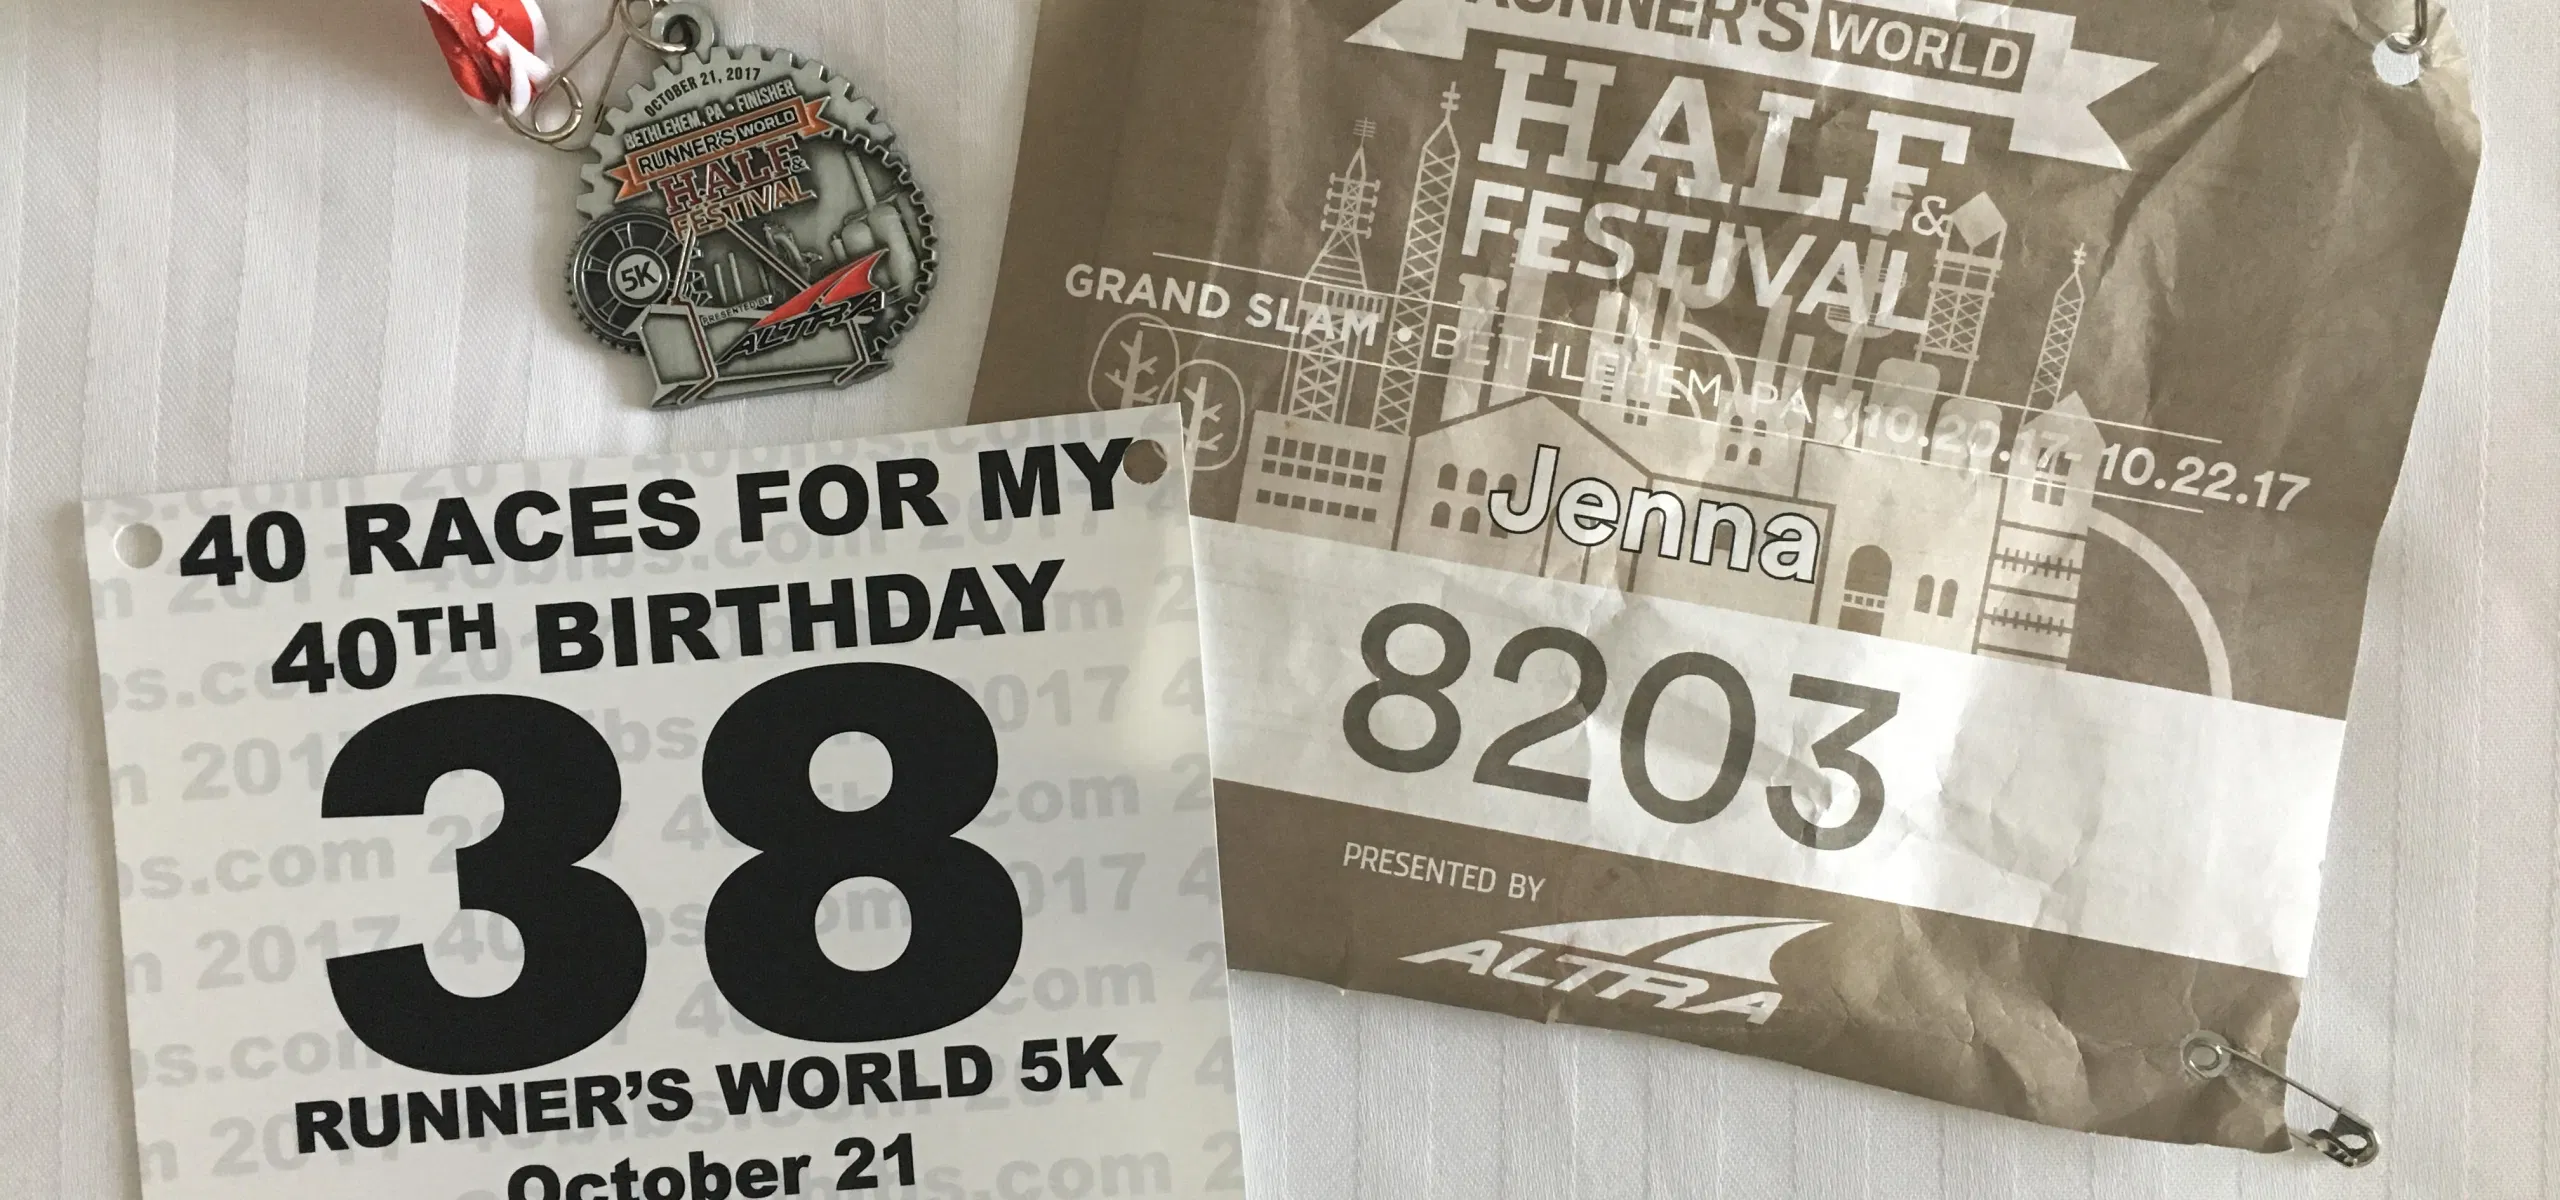 OCTOBER 21, 2017
BETHLEHEM, PA • FINISHER
RUNNER'S WORLD
HALF &
FESTIVAL
5K
PRESENTED BY
ALTRA
RUNNER'S WORLD
HALF &
FESTIVAL
GRAND SLAM • BETHLEHEM, PA • 10.20.17- 10.22.17
Jenna
8203
PRESENTED BY
ALTRA
40 RACES FOR MY
40TH BIRTHDAY
38
RUNNER'S WORLD 5K
October 21